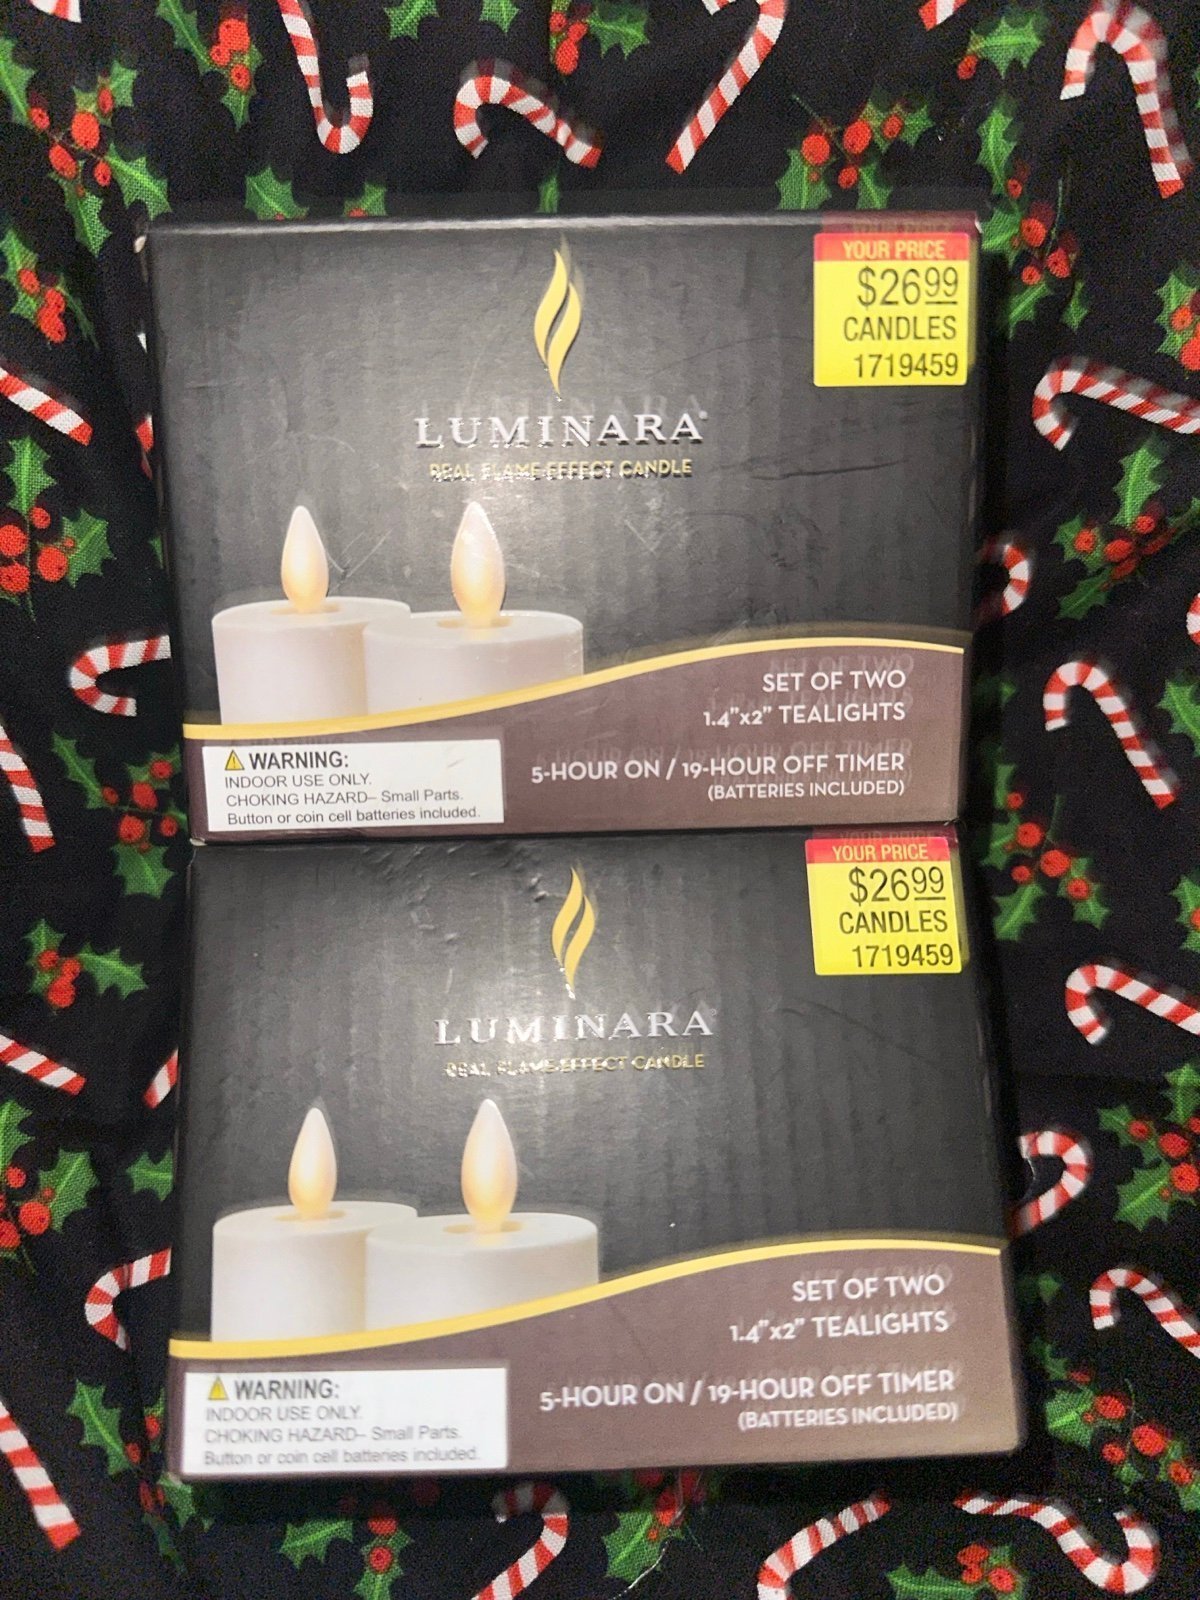 YOUR PRICE
$26.99
CANDLES
1719459
LUMINARA®
REAL FLAME-EFFECT CANDLE
SET OF TWO
1.4”x2” TEALIGHTS
5-HOUR ON / 19-HOUR OFF TIMER
(BATTERIES INCLUDED)
WARNING:
INDOOR USE ONLY.
CHOKING HAZARD– Small Parts.
Button or coin cell batteries included.
YOUR PRICE
$26.99
CANDLES
1719459
LUMINARA®
REAL FLAME-EFFECT CANDLE
SET OF TWO
1.4”x2” TEALIGHTS
5-HOUR ON / 19-HOUR OFF TIMER
(BATTERIES INCLUDED)
WARNING:
INDOOR USE ONLY.
CHOKING HAZARD– Small Parts.
Button or coin cell batteries included.